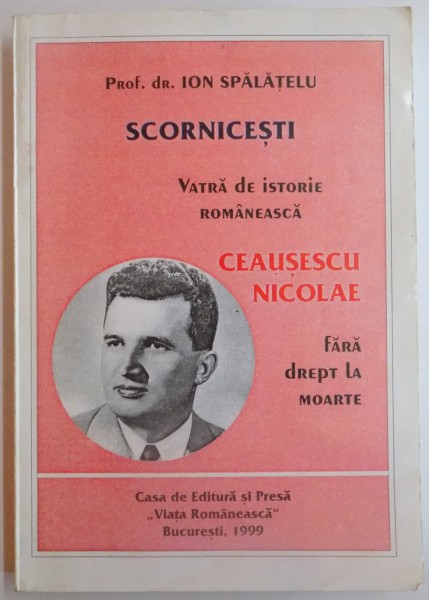 Prof. dr. ION SPĂLĂȚELU
SCORNICEȘTI
VATRĂ DE ISTORIE
ROMÂNEASCĂ
CEAUȘESCU
NICOLAE
FĂRĂ
DREPT LA
MOARTE
Casa de Editură și Presă
„Viața Românească"
București, 1999